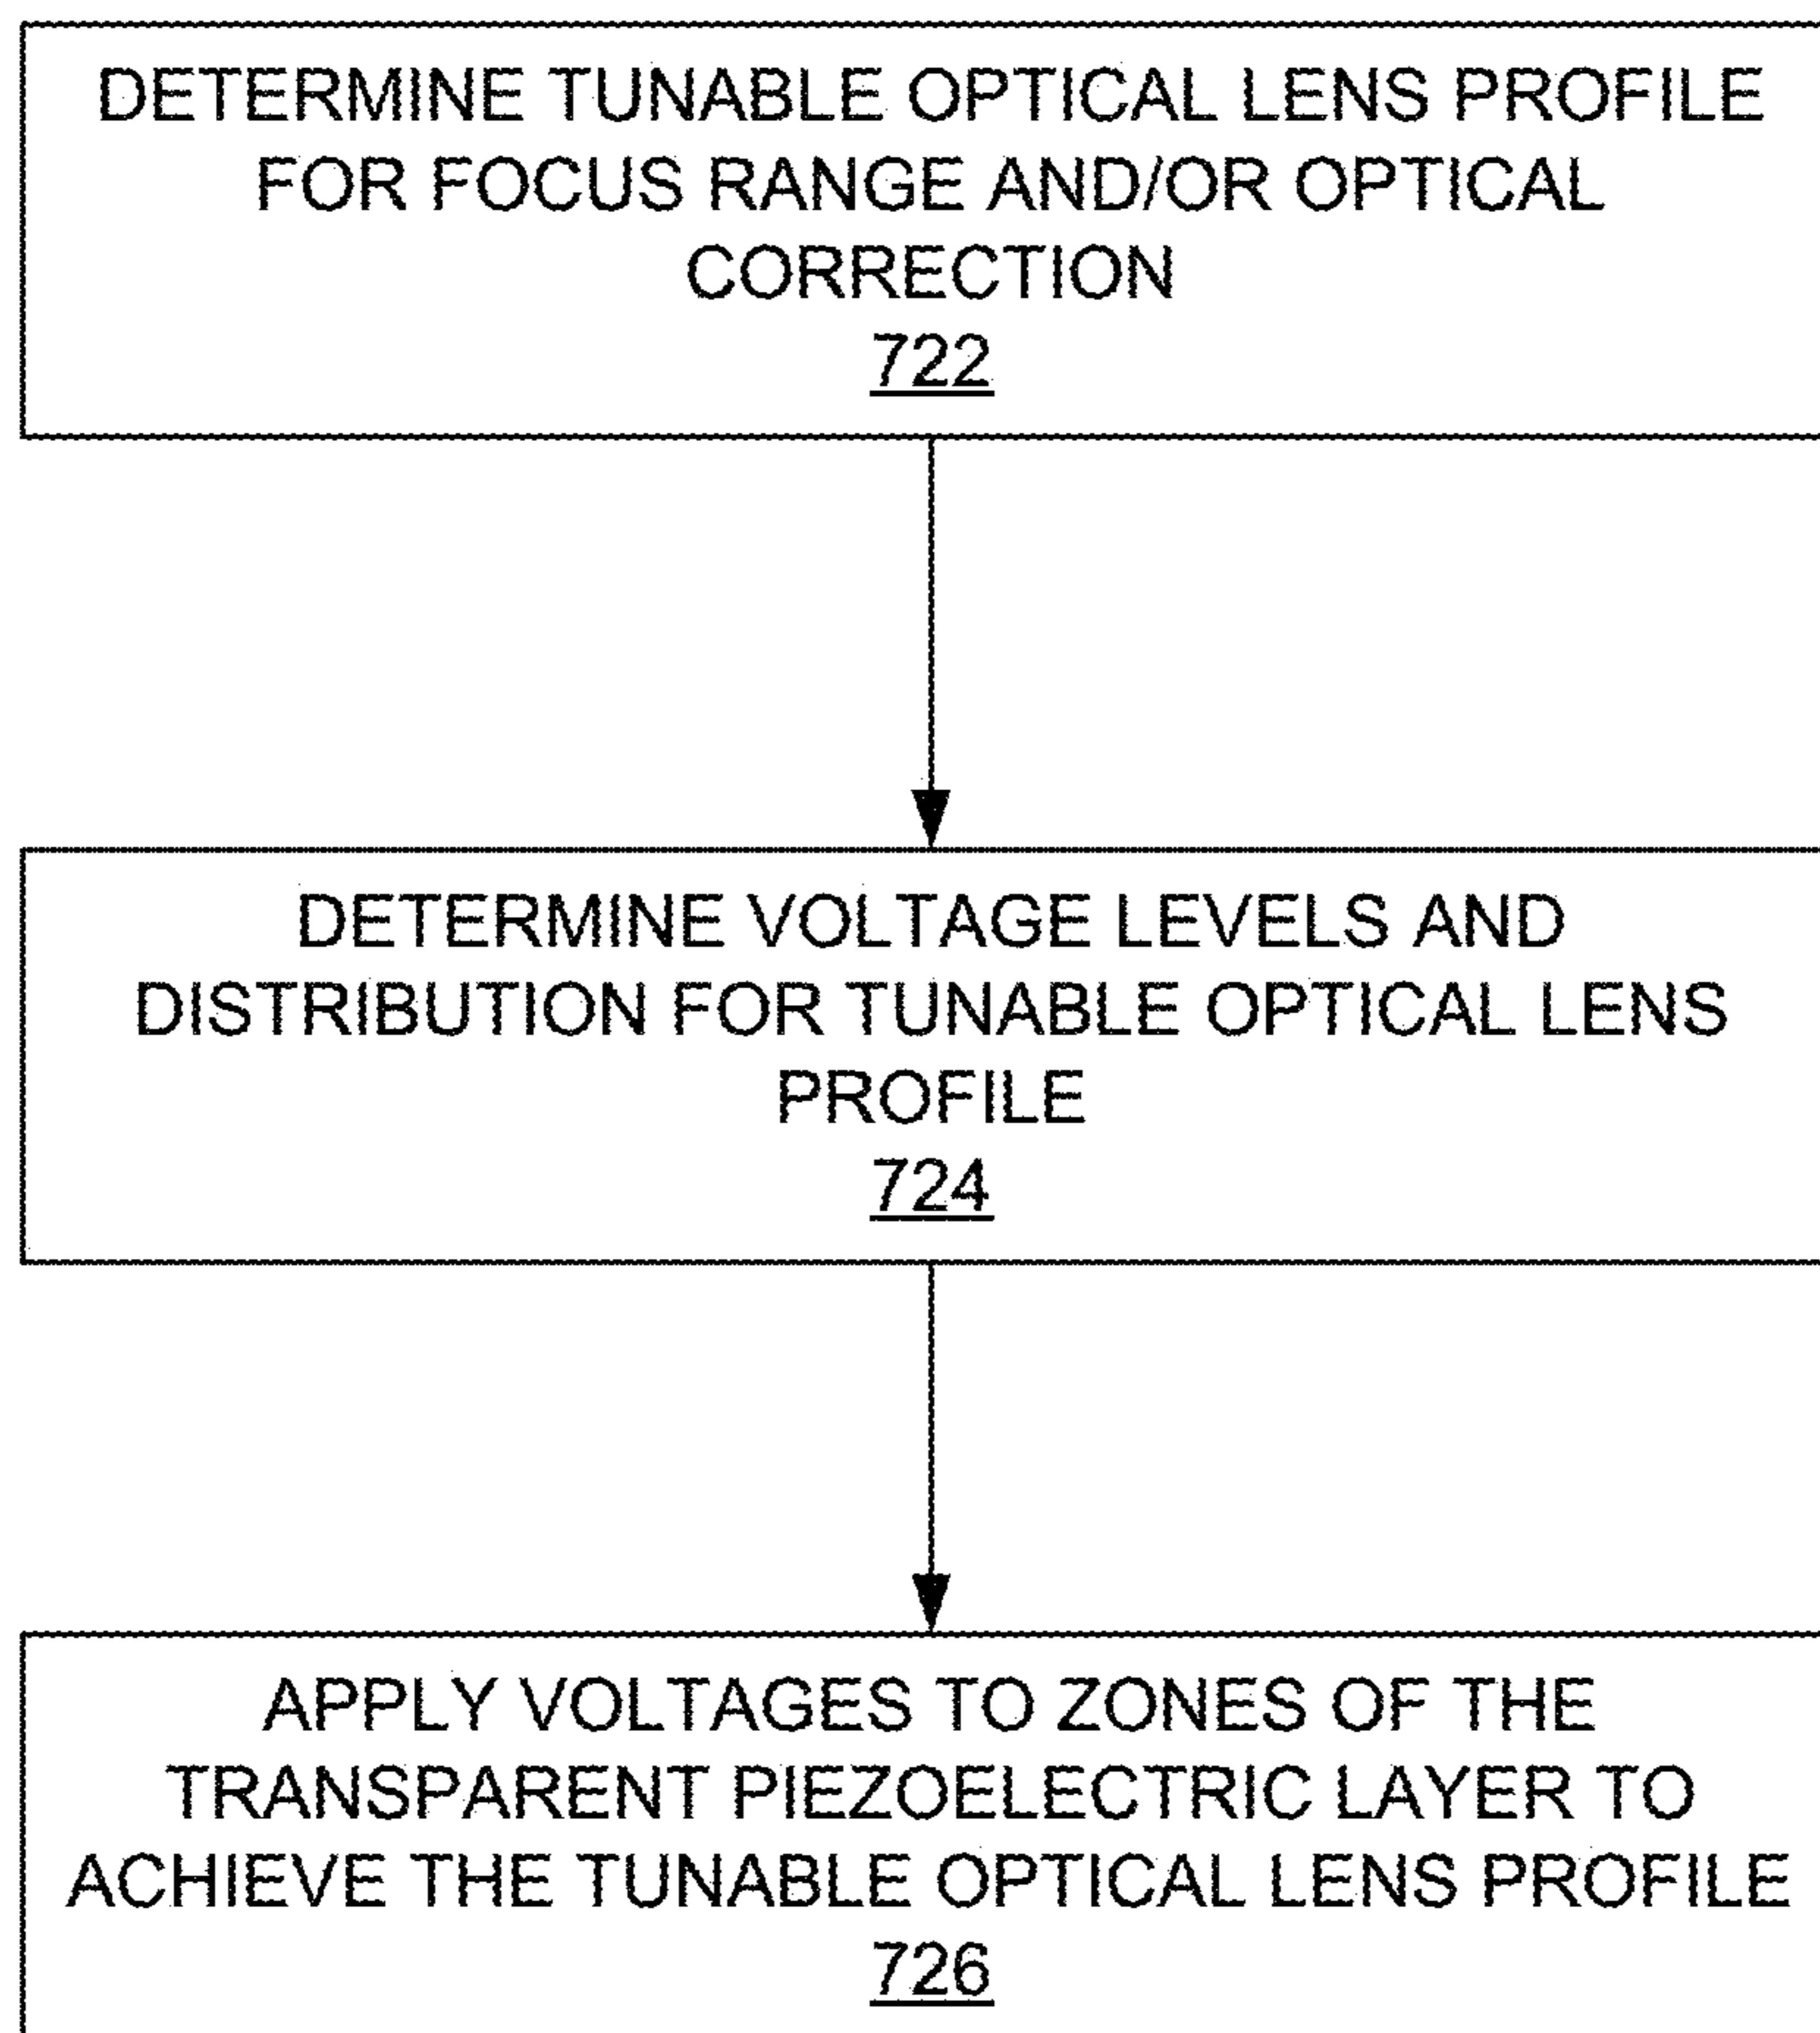 DETERMINE TUNABLE OPTICAL LENS PROFILE
FOR FOCUS RANGE AND/OR OPTICAL
CORRECTION
722
DETERMINE VOLTAGE LEVELS AND
DISTRIBUTION FOR TUNABLE OPTICAL LENS
PROFILE
724
APPLY VOLTAGES TO ZONES OF THE
TRANSPARENT PIEZOELECTRIC LAYER TO
ACHIEVE THE TUNABLE OPTICAL LENS PROFILE
726